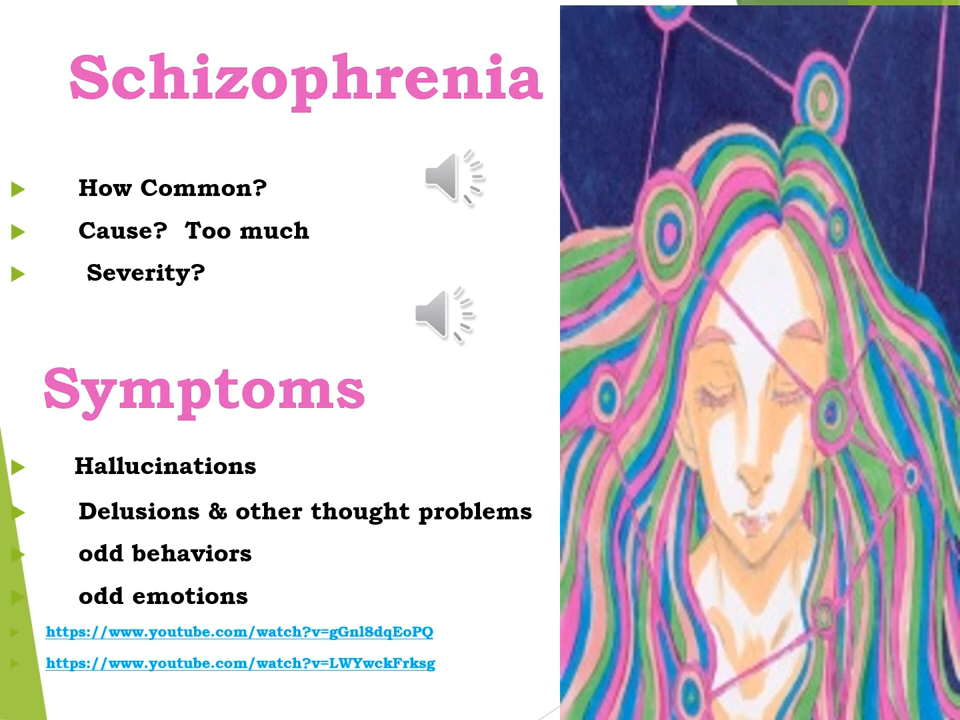 Schizophrenia
How Common?
Cause? Too much
Severity?
Symptoms
Hallucinations
Delusions & other thought problems
odd behaviors
odd emotions
https://www.youtube.com/watch?v=gGnl8dqEoPQ
https://www.youtube.com/watch?v=LWYwckFrksg